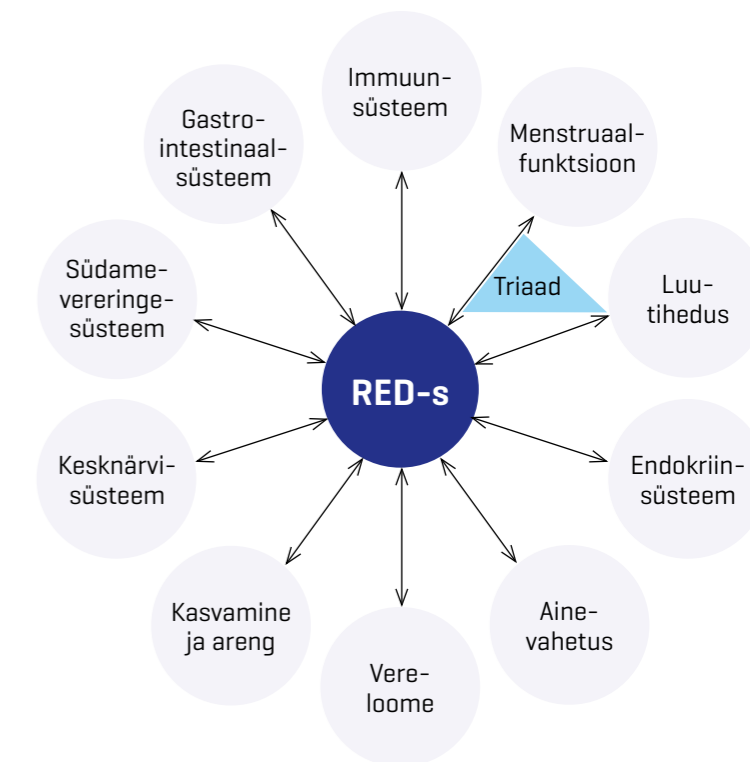 Immuun-
süsteem
Menstruaal-
funktsioon
Triaad
Luu-
tihedus
Endokriin-
süsteem
Aine-
vahetus
Vere-
loome
Kasvamine
ja areng
Kesknärvi-
süsteem
Südame-
vereringe-
süsteem
Gastro-
intestinaal-
süsteem
RED-s